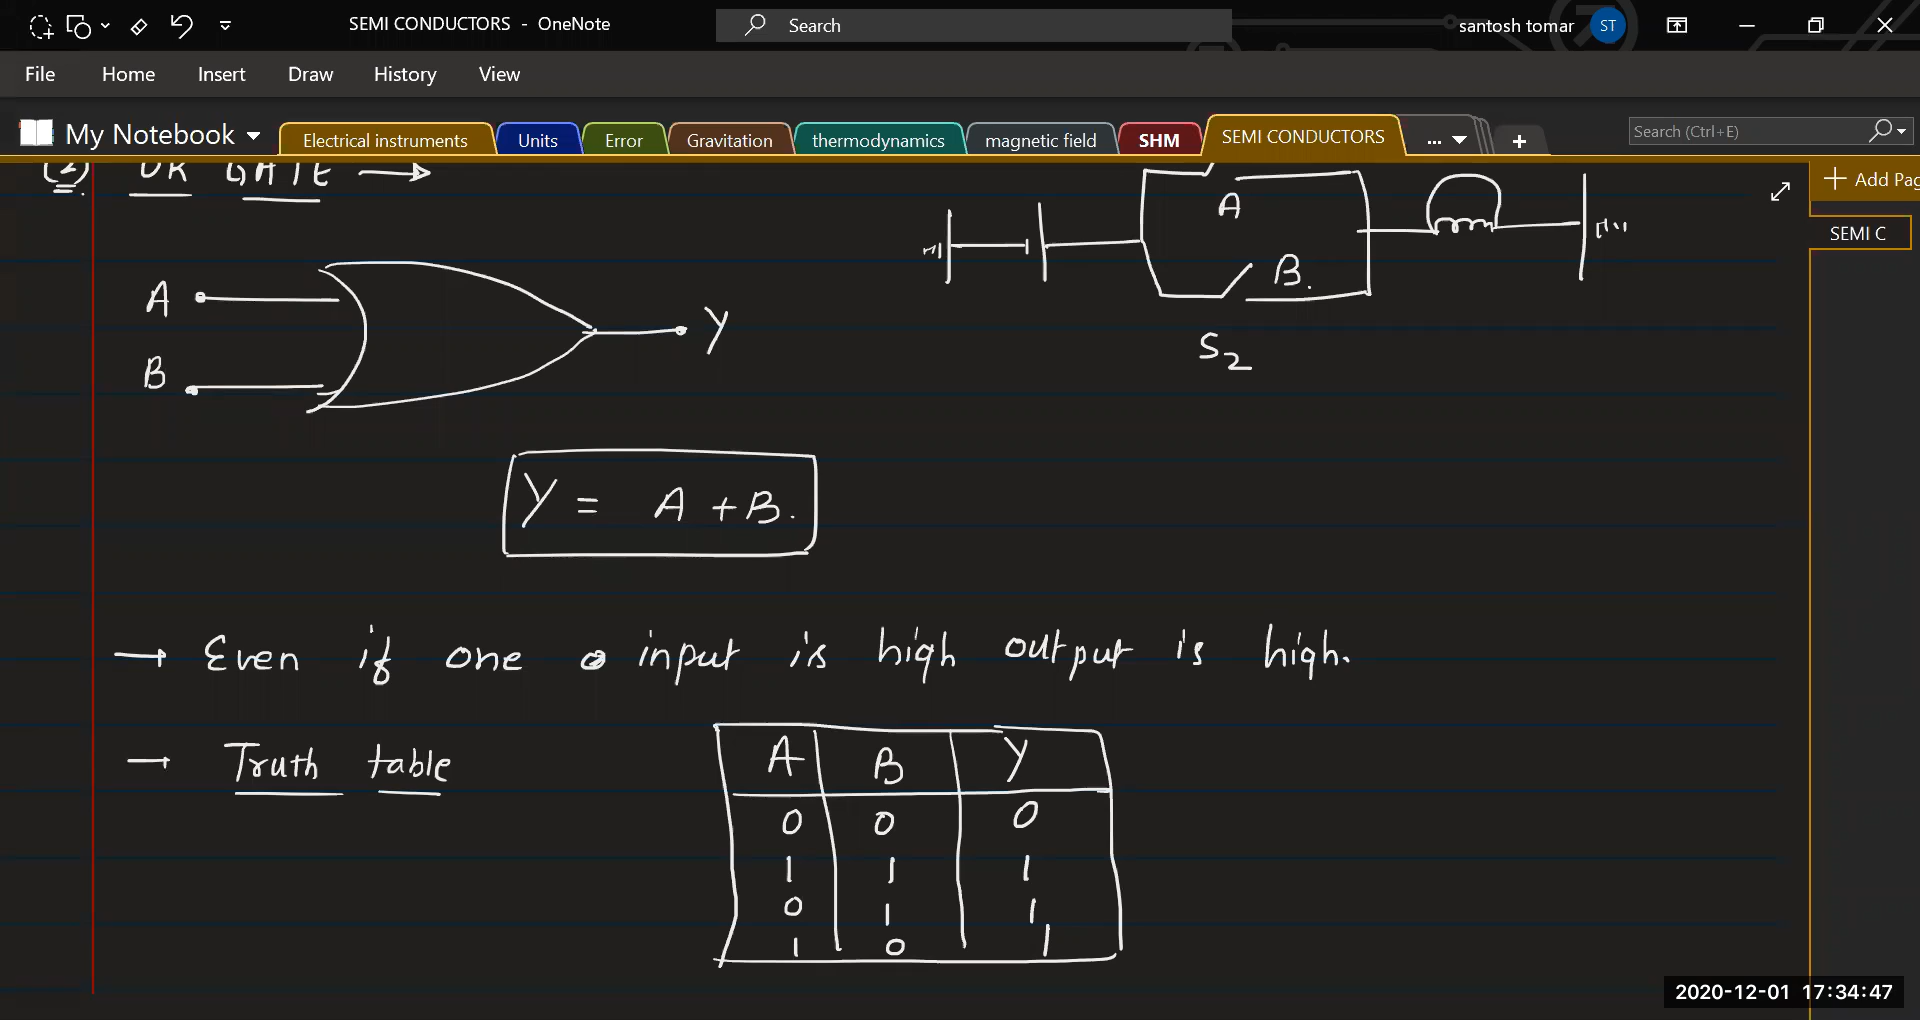 SEMI CONDUCTORS - OneNote
Search
santosh tomar
ST
File Home Insert Draw History View
My Notebook
Electrical instruments
Units
Error
Gravitation
thermodynamics
magnetic field
SHM
SEMI CONDUCTORS
...
+
Search (Ctrl+E)
Add Pag
SEMI C
(2) OR GATE →
A
B.
S2
A
B
Y
Y = A + B.
→ Even if one input is high output is high.
→ Truth table
A B Y
0 0 0
1 1 1
0 1 1
1 0 1
2020-12-01 17:34:47